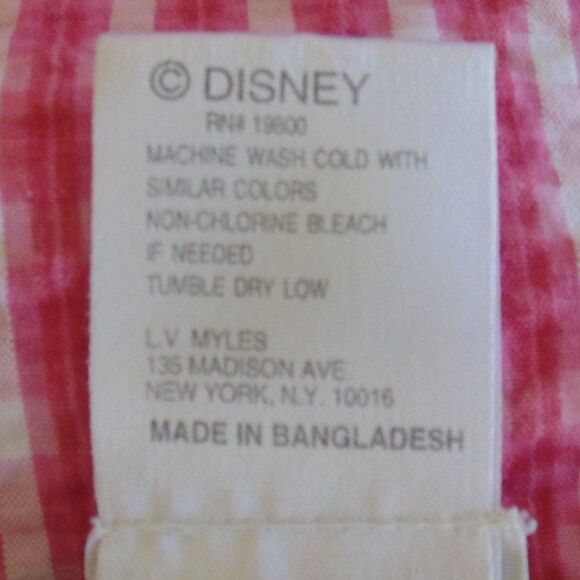 © DISNEY
RN# 19800
MACHINE WASH COLD WITH
SIMILAR COLORS
NON-CHLORINE BLEACH
IF NEEDED
TUMBLE DRY LOW
L.V. MYLES
135 MADISON AVE.
NEW YORK, N.Y. 10016
MADE IN BANGLADESH